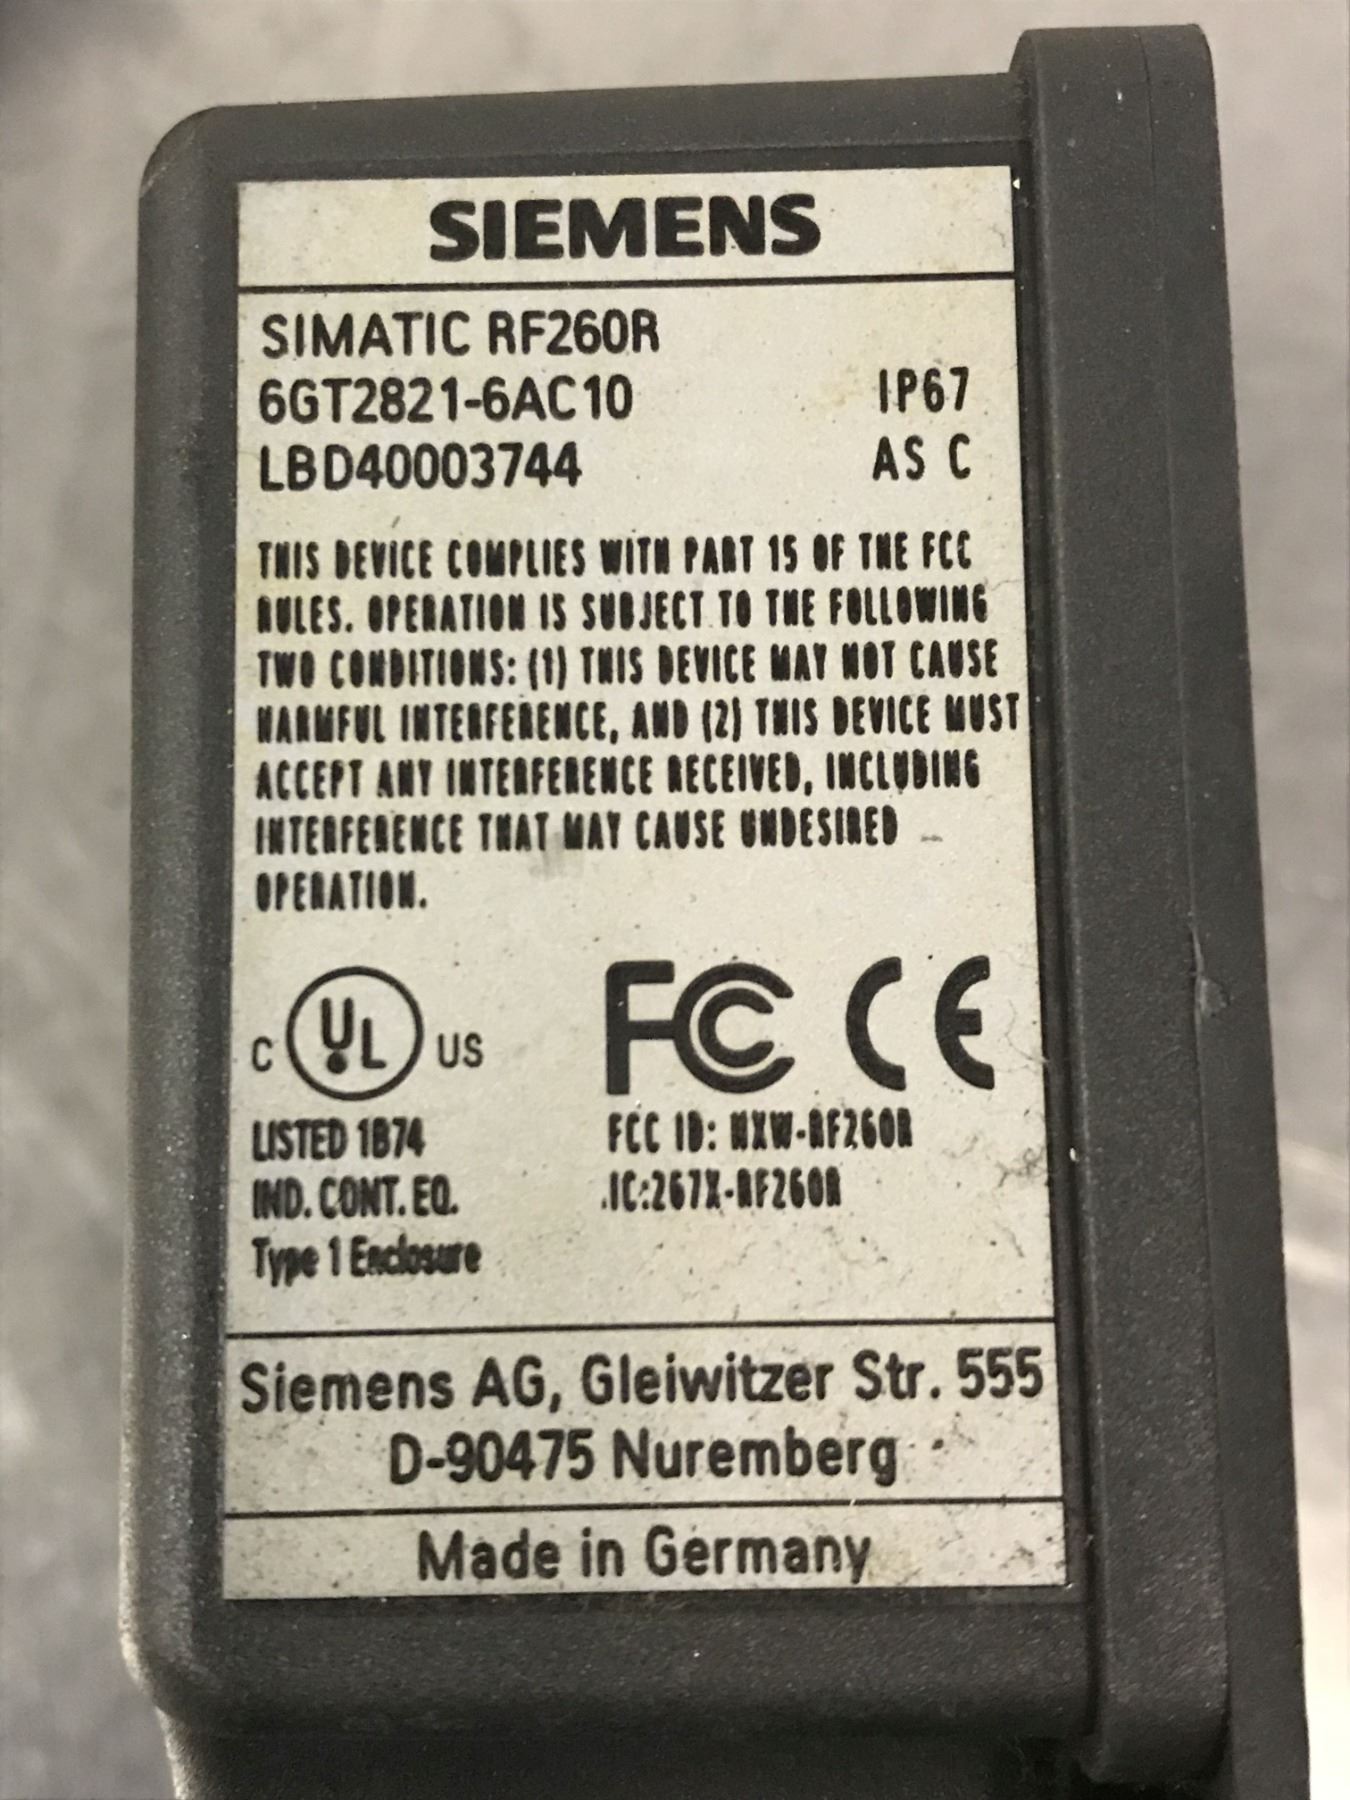 SIEMENS
SIMATIC RF260R
6GT2821-6AC10 IP67
LBD40003744 AS C
THIS DEVICE COMPLIES WITH PART 15 OF THE FCC
RULES. OPERATION IS SUBJECT TO THE FOLLOWING
TWO CONDITIONS: (1) THIS DEVICE MAY NOT CAUSE
HARMFUL INTERFERENCE, AND (2) THIS DEVICE MUST
ACCEPT ANY INTERFERENCE RECEIVED, INCLUDING
INTERFERENCE THAT MAY CAUSE UNDESIRED
OPERATION.
C UL US FC CE
LISTED 1B74 FCC ID: NXW-RF260R
IND. CONT. EQ. IC:267X-RF260R
Type 1 Enclosure
Siemens AG, Gleiwitzer Str. 555
D-90475 Nuremberg
Made in Germany